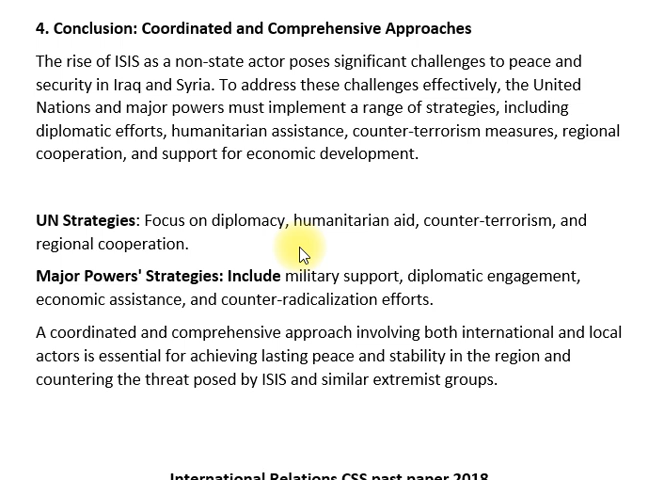 4. Conclusion: Coordinated and Comprehensive Approaches
The rise of ISIS as a non-state actor poses significant challenges to peace and
security in Iraq and Syria. To address these challenges effectively, the United
Nations and major powers must implement a range of strategies, including
diplomatic efforts, humanitarian assistance, counter-terrorism measures, regional
cooperation, and support for economic development.
UN Strategies: Focus on diplomacy, humanitarian aid, counter-terrorism, and
regional cooperation.
Major Powers' Strategies: Include military support, diplomatic engagement,
economic assistance, and counter-radicalization efforts.
A coordinated and comprehensive approach involving both international and local
actors is essential for achieving lasting peace and stability in the region and
countering the threat posed by ISIS and similar extremist groups.
International Relations CSS past paper 2018